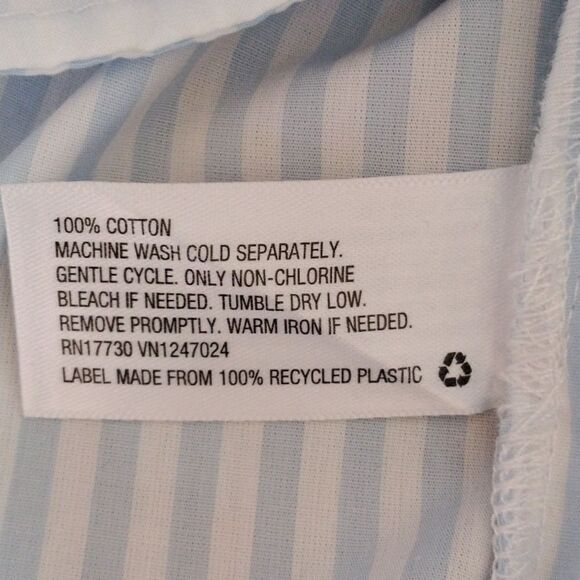 100% COTTON
MACHINE WASH COLD SEPARATELY.
GENTLE CYCLE. ONLY NON-CHLORINE
BLEACH IF NEEDED. TUMBLE DRY LOW.
REMOVE PROMPTLY. WARM IRON IF NEEDED.
RN17730 VN1247024
LABEL MADE FROM 100% RECYCLED PLASTIC